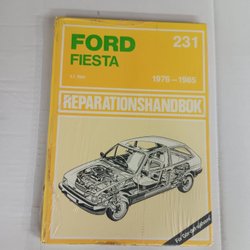 FORD
231
FIESTA
1976–1985
REPARATIONSHANDBOK